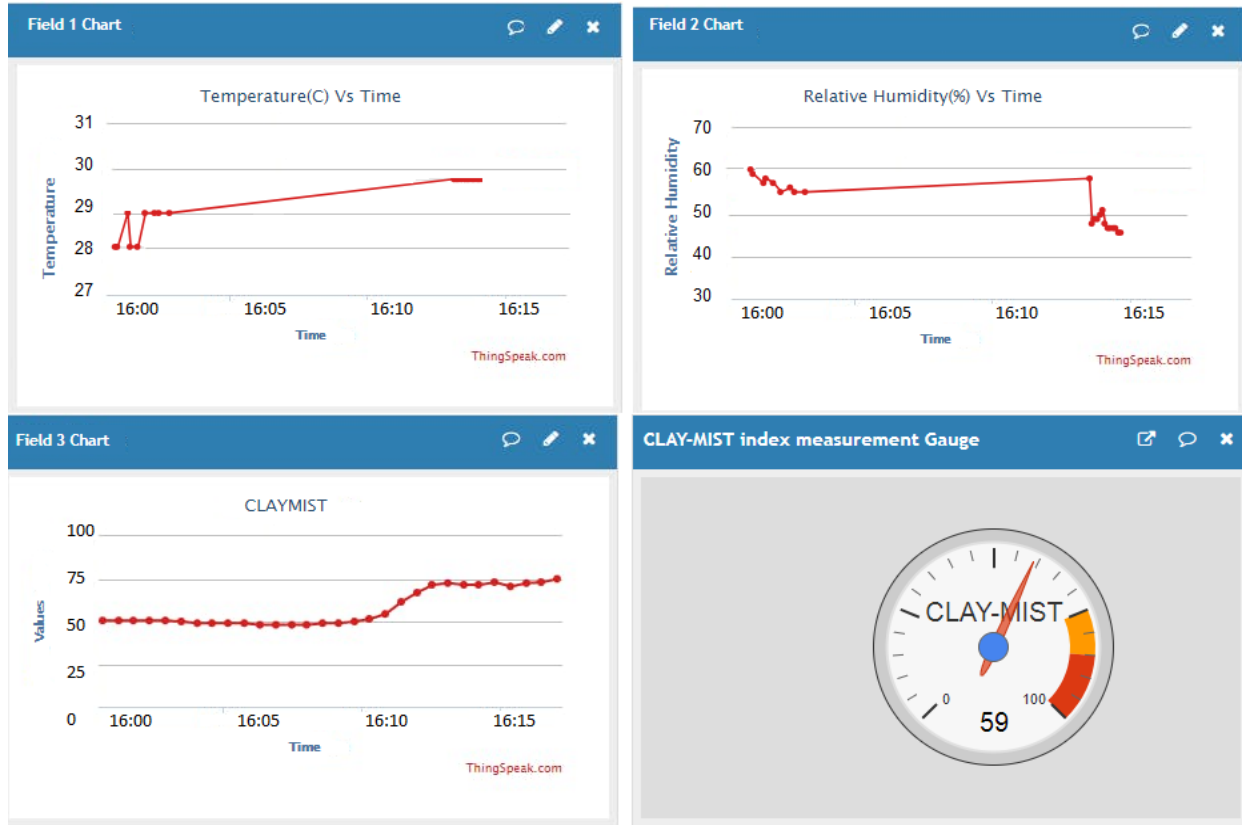 Field 1 Chart
Temperature(C) Vs Time
31
30
29
28
27
Temperature
16:00 16:05 16:10 16:15
Time
ThingSpeak.com
Field 2 Chart
Relative Humidity(%) Vs Time
70
60
50
40
30
Relative Humidity
16:00 16:05 16:10 16:15
Time
ThingSpeak.com
Field 3 Chart
CLAYMIST
100
75
50
25
0
Values
16:00 16:05 16:10 16:15
Time
ThingSpeak.com
CLAY-MIST index measurement Gauge
CLAY-MIST
0 100
59